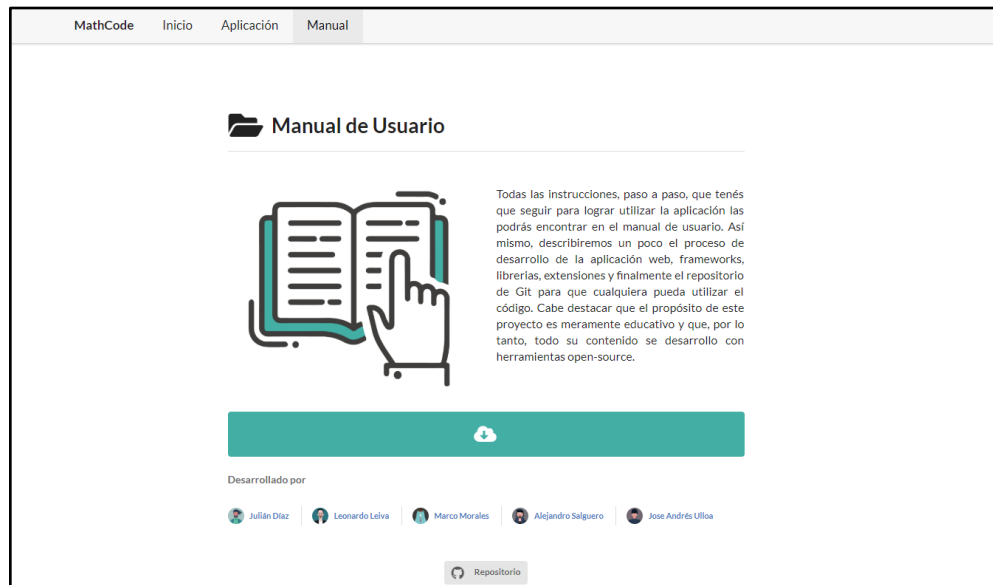 MathCode Inicio Aplicación Manual
Manual de Usuario
Todas las instrucciones, paso a paso, que tenés
que seguir para lograr utilizar la aplicación las
podrás encontrar en el manual de usuario. Así
mismo, describiremos un poco el proceso de
desarrollo de la aplicación web, frameworks,
librerias, extensiones y finalmente el repositorio
de Git para que cualquiera pueda utilizar el
código. Cabe destacar que el propósito de este
proyecto es meramente educativo y que, por lo
tanto, todo su contenido se desarrollo con
herramientas open-source.
Desarrollado por
Julián Díaz Leonardo Leiva Marco Morales Alejandro Salguero Jose Andrés Ulloa
Repositorio